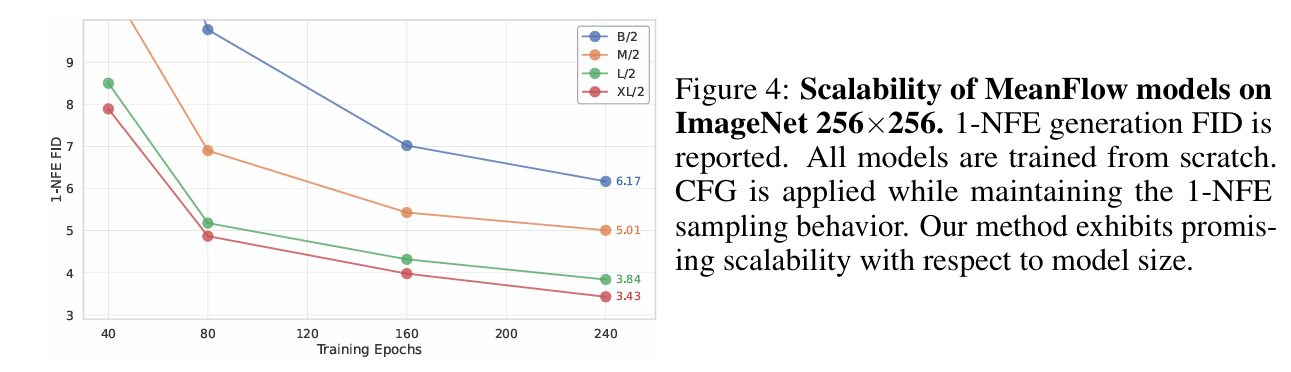 B/2
M/2
L/2
XL/2
9
8
7
6
5
4
3
1-NFE FID
6.17
5.01
3.84
3.43
40 80 120 160 200 240
Training Epochs
Figure 4: Scalability of MeanFlow models on
ImageNet 256×256. 1-NFE generation FID is
reported. All models are trained from scratch.
CFG is applied while maintaining the 1-NFE
sampling behavior. Our method exhibits promis-
ing scalability with respect to model size.